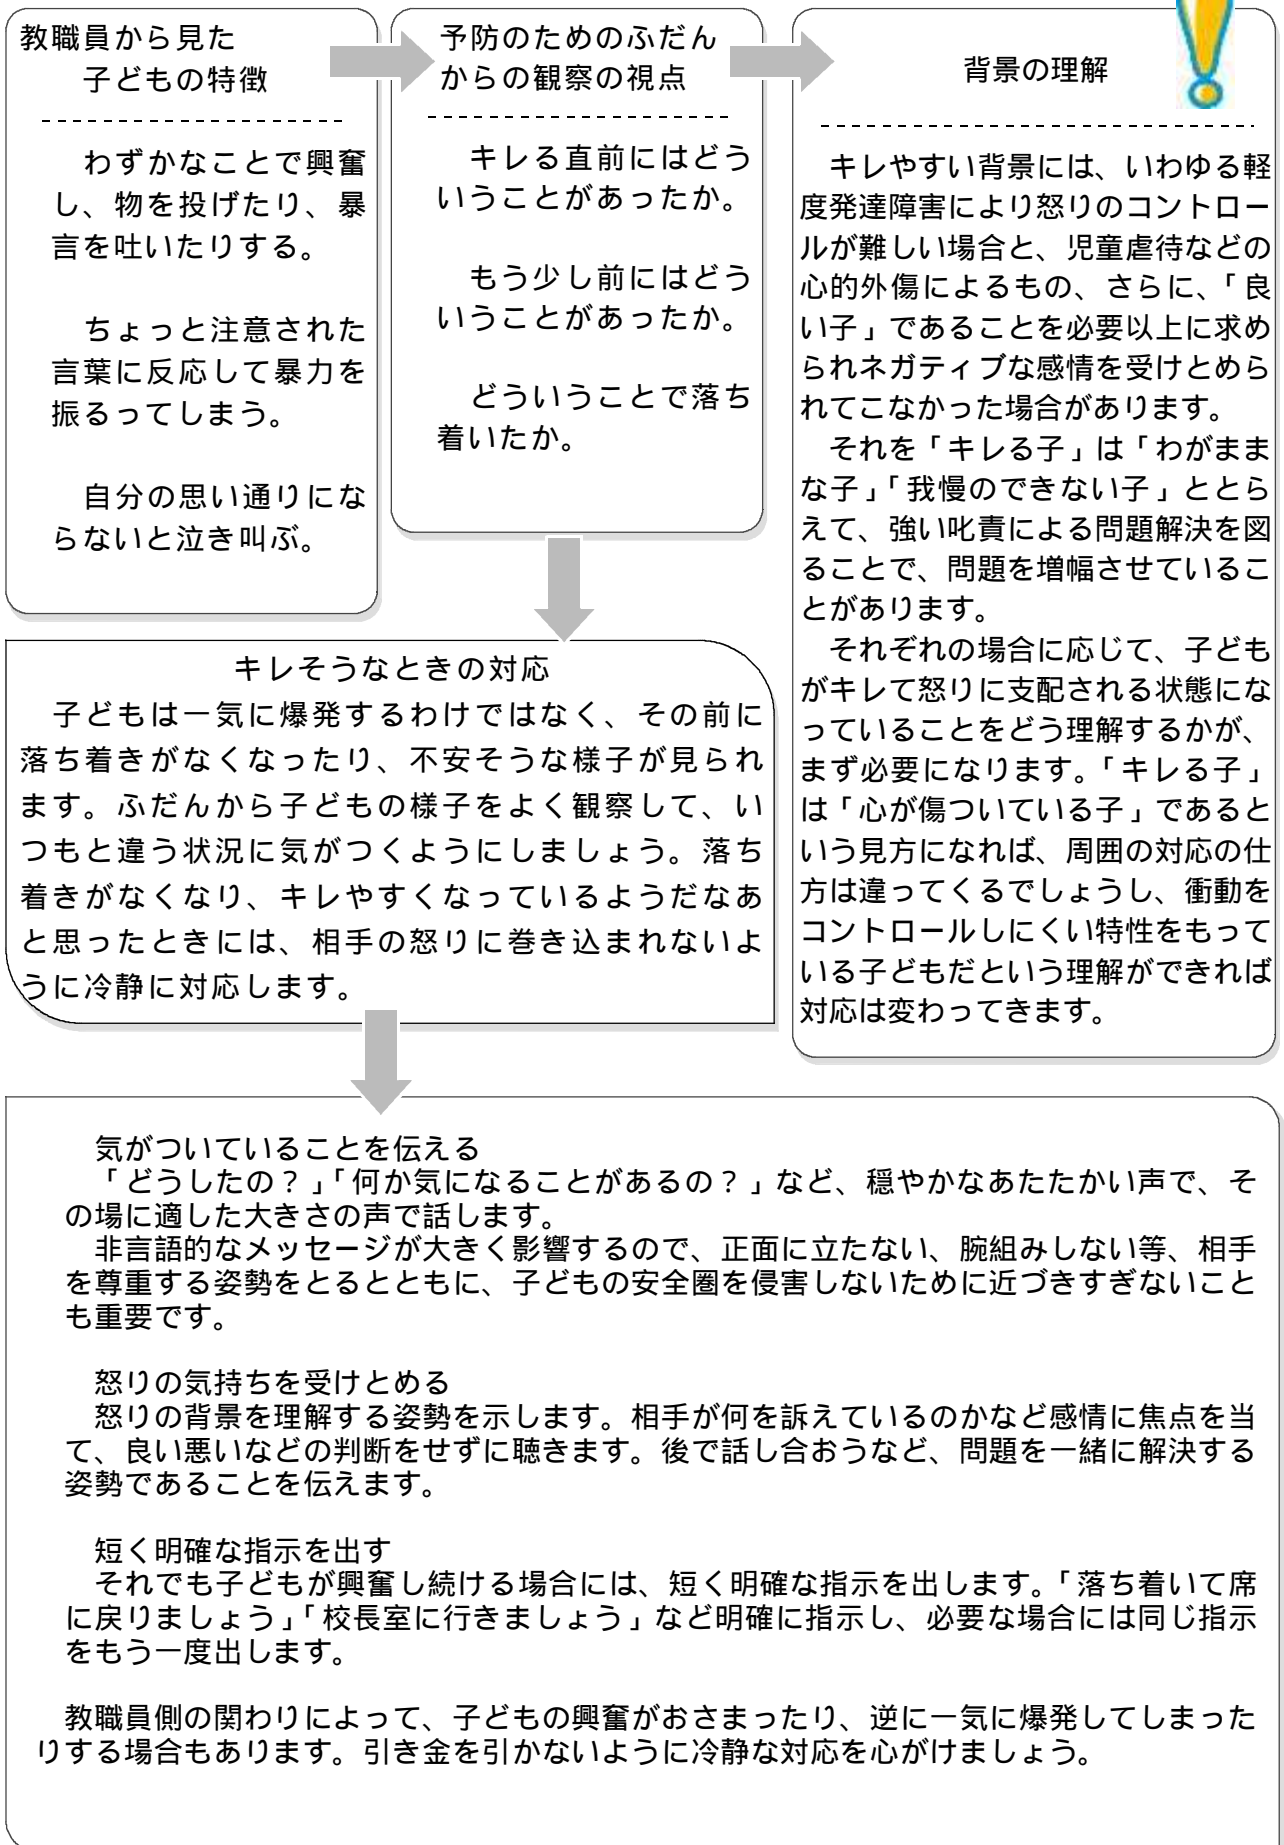 教職員から見た
子どもの特徴
わずかなことで興奮
し、物を投げたり、暴
言を吐いたりする。
ちょっと注意された
言葉に反応して暴力を
振るってしまう。
自分の思い通りにな
らないと泣き叫ぶ。
予防のためのふだん
からの観察の視点
キレる直前にはどう
いうことがあったか。
もう少し前にはどう
いうことがあったか。
どういうことで落ち
着いたか。
背景の理解
キレやすい背景には、いわゆる軽
度発達障害により怒りのコントロー
ルが難しい場合と、児童虐待などの
心的外傷によるもの、さらに、「良
い子」であることを必要以上に求め
られネガティブな感情を受けとめら
れてこなかった場合があります。
それを「キレる子」は「わがまま
な子」「我慢のできない子」ととら
えて、強い叱責による問題解決を図
ることで、問題を増幅させているこ
とがあります。
それぞれの場合に応じて、子ども
がキレて怒りに支配される状態にな
っていることをどう理解するかが、
まず必要になります。「キレる子」
は「心が傷ついている子」であると
いう見方になれば、周囲の対応の仕
方は違ってくるでしょうし、衝動を
コントロールしにくい特性をもって
いる子どもだという理解ができれば
対応は変わってきます。
キレそうなときの対応
子どもは一気に爆発するわけではなく、その前に
落ち着きがなくなったり、不安そうな様子が見られ
ます。ふだんから子どもの様子をよく観察して、い
つもと違う状況に気がつくようにしましょう。落ち
着きがなくなり、キレやすくなっているようだなあ
と思ったときには、相手の怒りに巻き込まれないよ
うに冷静に対応します。
気がついていることを伝える
「どうしたの？」「何か気になることがあるの？」など、穏やかなあたたかい声で、そ
の場に適した大きさの声で話します。
非言語的なメッセージが大きく影響するので、正面に立たない、腕組みしない等、相手
を尊重する姿勢をとるとともに、子どもの安全圏を侵害しないために近づきすぎないこと
も重要です。
怒りの気持ちを受けとめる
怒りの背景を理解する姿勢を示します。相手が何を訴えているのかなど感情に焦点を当
て、良い悪いなどの判断をせずに聴きます。後で話し合おうなど、問題を一緒に解決する
姿勢であることを伝えます。
短く明確な指示を出す
それでも子どもが興奮し続ける場合には、短く明確な指示を出します。「落ち着いて席
に戻りましょう」「校長室に行きましょう」など明確に指示し、必要な場合には同じ指示
をもう一度出します。
教職員側の関わりによって、子どもの興奮がおさまったり、逆に一気に爆発してしまった
りする場合もあります。引き金を引かないように冷静な対応を心がけましょう。